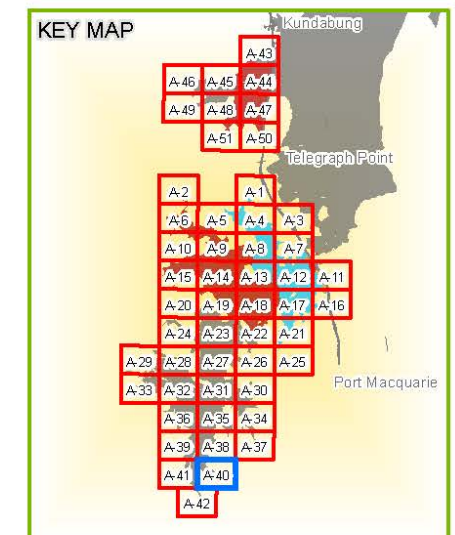 KEY MAP
Kundabung
A-43
A-46 A-45 A-44
A-49 A-48 A-47
A-51 A-50
Telegraph Point
A-2 A-1
A-6 A-5 A-4 A-3
A-10 A-9 A-8 A-7
A-15 A-14 A-13 A-12 A-11
A-20 A-19 A-18 A-17 A-16
A-24 A-23 A-22 A-21
A-29 A-28 A-27 A-26 A-25
Port Macquarie
A-33 A-32 A-31 A-30
A-36 A-35 A-34
A-39 A-38 A-37
A-41 A-40
A-42